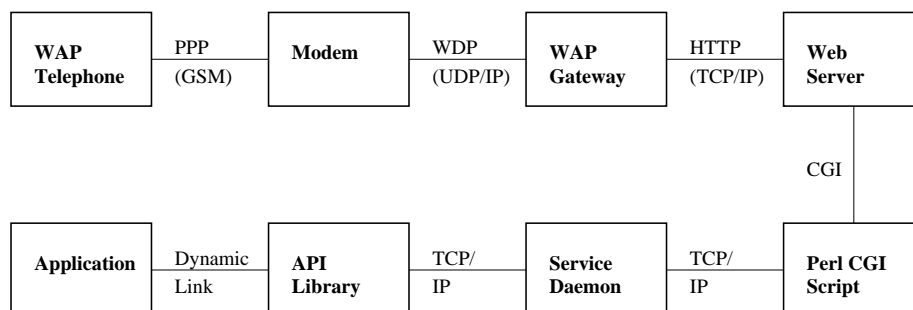 WAP
Telephone
PPP
(GSM)
Modem
WDP
(UDP/IP)
WAP
Gateway
HTTP
(TCP/IP)
Web
Server
CGI
Application
Dynamic
Link
API
Library
TCP/
IP
Service
Daemon
TCP/
IP
Perl CGI
Script